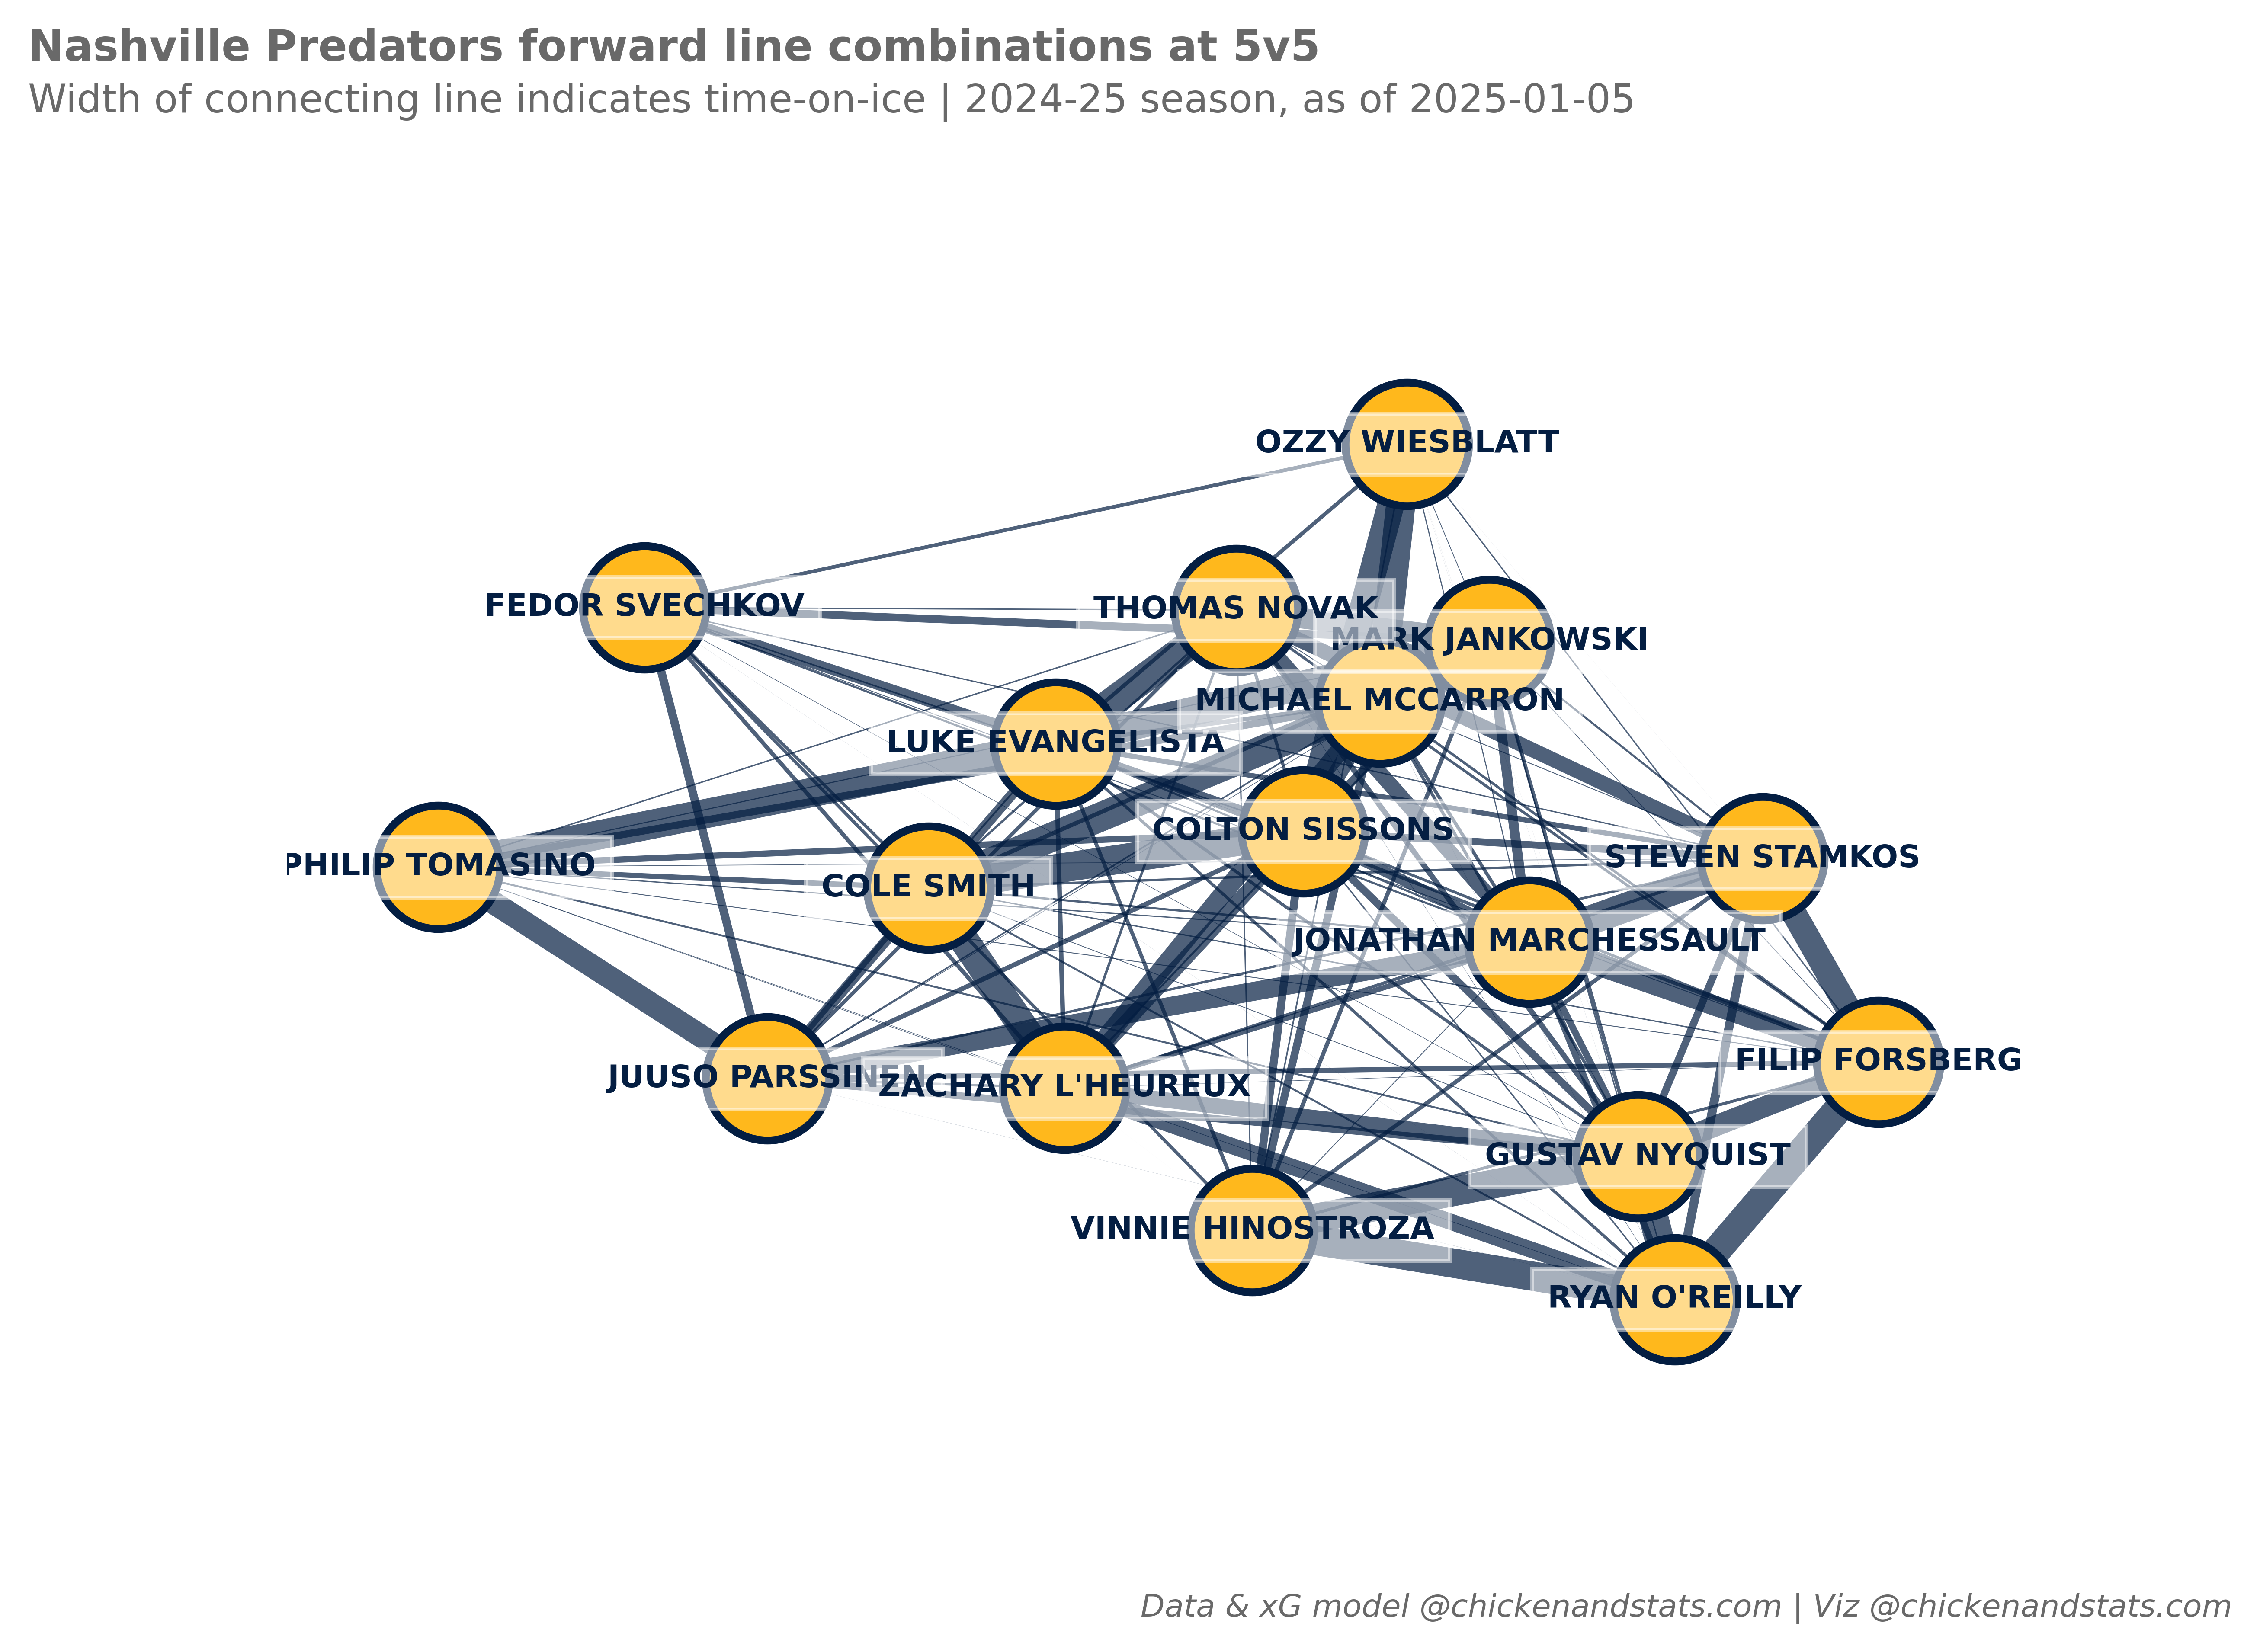 Nashville Predators forward line combinations at 5v5
Width of connecting line indicates time-on-ice | 2024-25 season, as of 2025-01-05
OZZY WIESBLATT
FEDOR SVECHKOV
THOMAS NOVAK
MARK JANKOWSKI
MICHAEL MCCARRON
LUKE EVANGELISTA
COLTON SISSONS
STEVEN STAMKOS
PHILIP TOMASINO
COLE SMITH
JONATHAN MARCHESSAULT
FILIP FORSBERG
JUUSO PARSSINEN
ZACHARY L'HEUREUX
GUSTAV NYQUIST
VINNIE HINOSTROZA
RYAN O'REILLY
Data & xG model @chickenandstats.com | Viz @chickenandstats.com